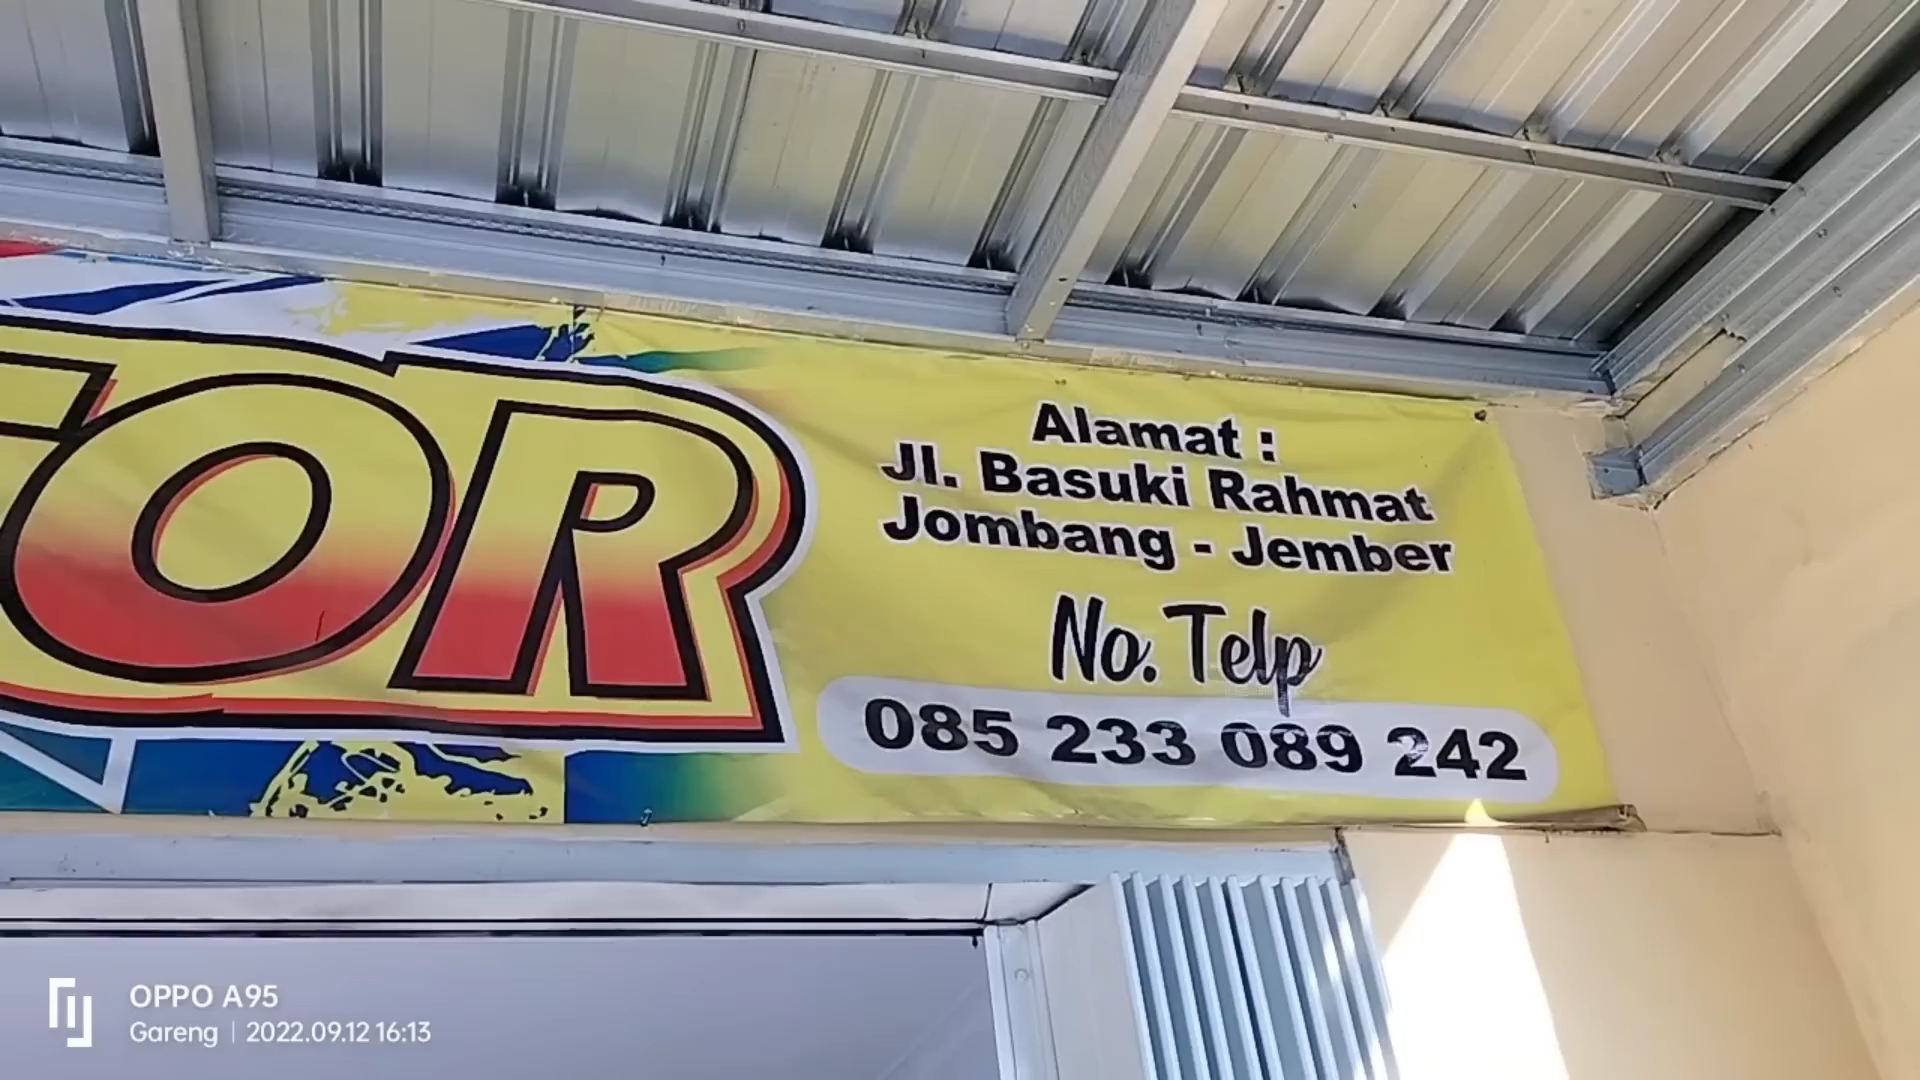 TOR
Alamat :
Jl. Basuki Rahmat
Jombang - Jember
No. Telp
085 233 089 242
OPPO A95
Gareng | 2022.09.12 16:13